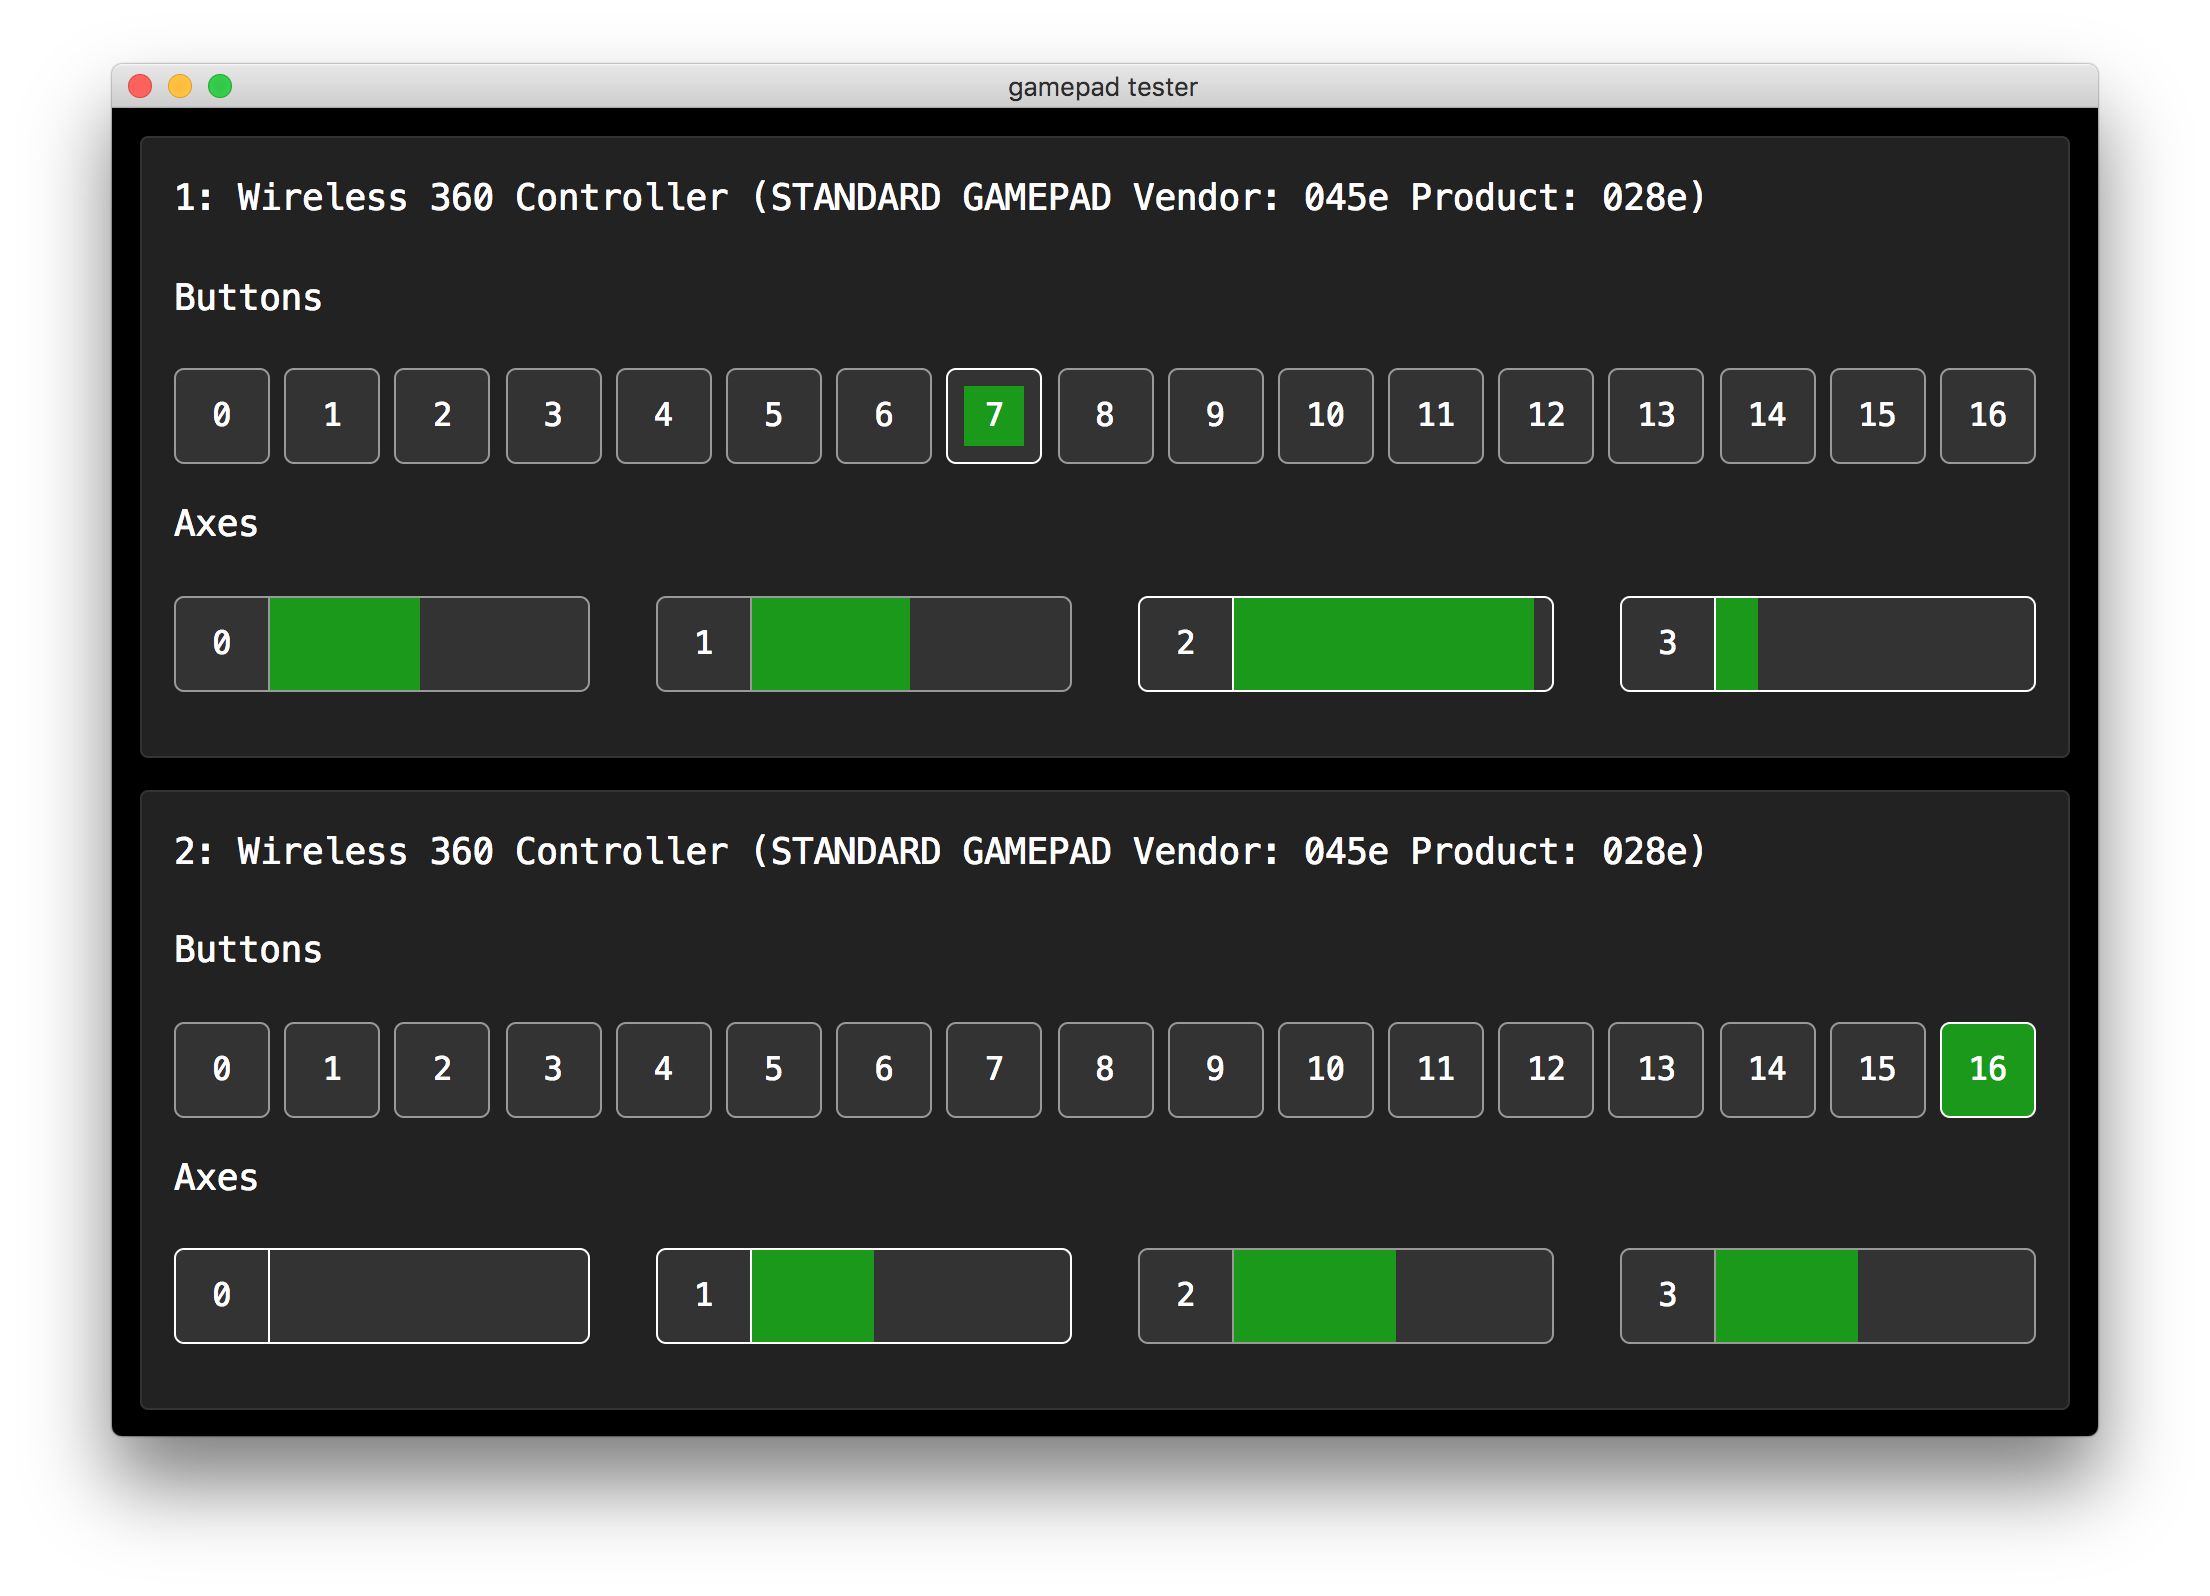 gamepad tester
1: Wireless 360 Controller (STANDARD GAMEPAD Vendor: 045e Product: 028e)
Buttons
0 1 2 3 4 5 6 7 8 9 10 11 12 13 14 15 16
Axes
0 1 2 3
2: Wireless 360 Controller (STANDARD GAMEPAD Vendor: 045e Product: 028e)
Buttons
0 1 2 3 4 5 6 7 8 9 10 11 12 13 14 15 16
Axes
0 1 2 3